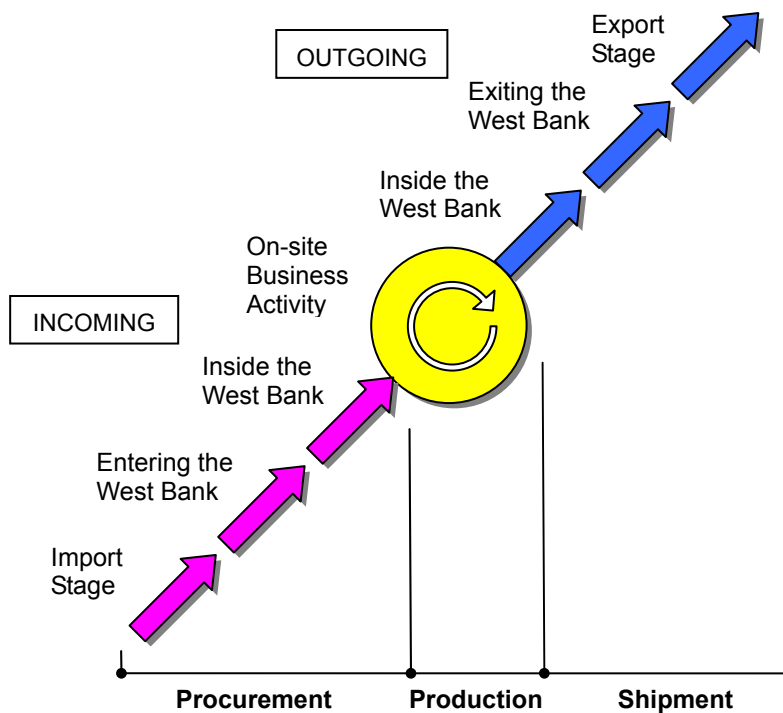 OUTGOING
Export
Stage
Exiting the
West Bank
Inside the
West Bank
On-site
Business
Activity
INCOMING
Inside the
West Bank
Entering the
West Bank
Import
Stage
Procurement
Production
Shipment